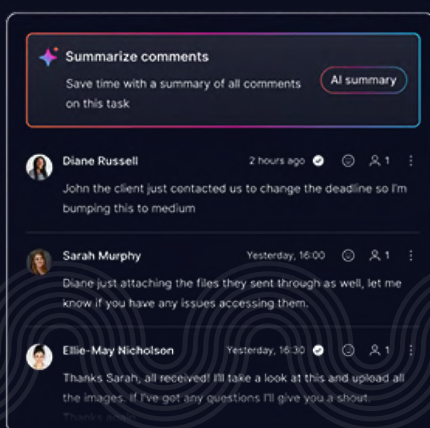 Summarize comments
Save time with a summary of all comments
on this task
AI summary
Diane Russell
2 hours ago
1
John the client just contacted us to change the deadline so I'm
bumping this to medium
Sarah Murphy
Yesterday, 16:00
1
Diane just attaching the files they sent through as well, let me
know if you have any issues accessing them.
Ellie-May Nicholson
Yesterday, 16:30
1
Thanks Sarah, all received! I'll take a look at this and upload all
the images. If I've got any questions I'll give you a shout.
Thanks again